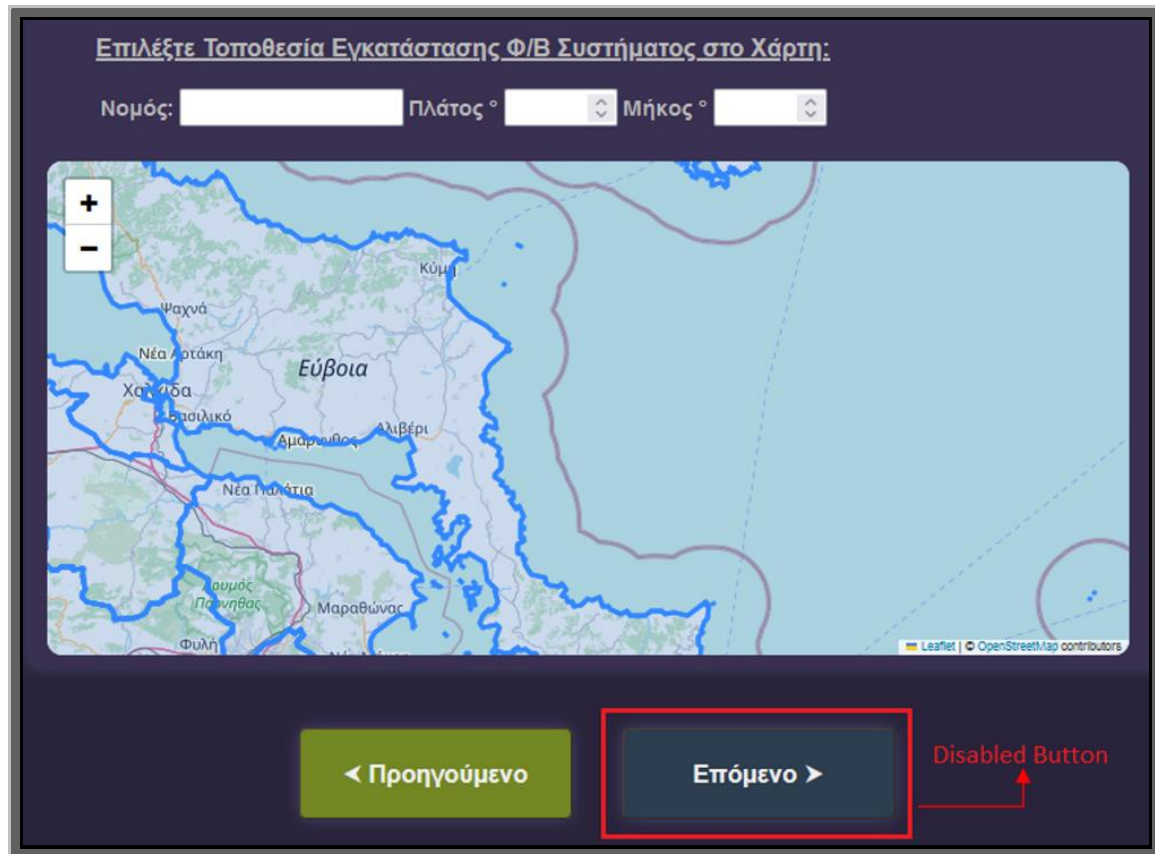 Επιλέξτε Τοποθεσία Εγκατάστασης Φ/Β Συστήματος στο Χάρτη:
Νομός: Πλάτος ° Μήκος °
+
−
Κύμη
Ψαχνά
Νέα Αρτάκη
Εύβοια
Χαλκίδα
Βασιλικό
Αλιβέρι
Αμάρυνθος
Νέα Παλάτια
Μαραθώνας
Φυλή
Leaflet | © OpenStreetMap contributors
⮜ Προηγούμενο
Επόμενο ⮞
Disabled Button